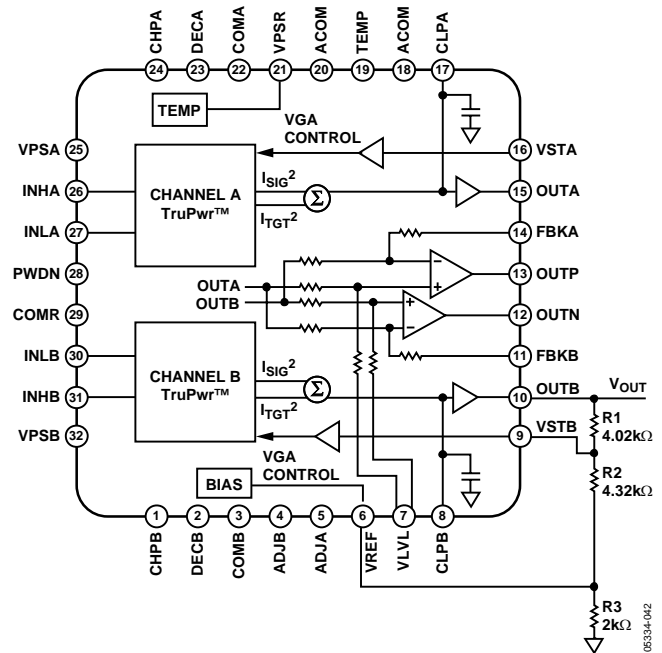 CHPA
DECA
COMA
VPSR
ACOM
TEMP
ACOM
CLPA
24
23
22
21
20
19
18
17
TEMP
VGA
CONTROL
VPSA 25
16 VSTA
INHA 26
CHANNEL A
TruPwr™
ISIG²
Σ
ITGT²
15 OUTA
INLA 27
14 FBKA
PWDN 28
OUTA
OUTB
−
+
13 OUTP
COMR 29
+
−
12 OUTN
INLB 30
11 FBKB
CHANNEL B
TruPwr™
ISIG²
Σ
ITGT²
INHB 31
10 OUTB
VOUT
R1
4.02kΩ
VPSB 32
9 VSTB
VGA
CONTROL
R2
4.32kΩ
BIAS
1
2
3
4
5
6
7
8
CHPB
DECB
COMB
ADJB
ADJA
VREF
VLVL
CLPB
R3
2kΩ
05334-042